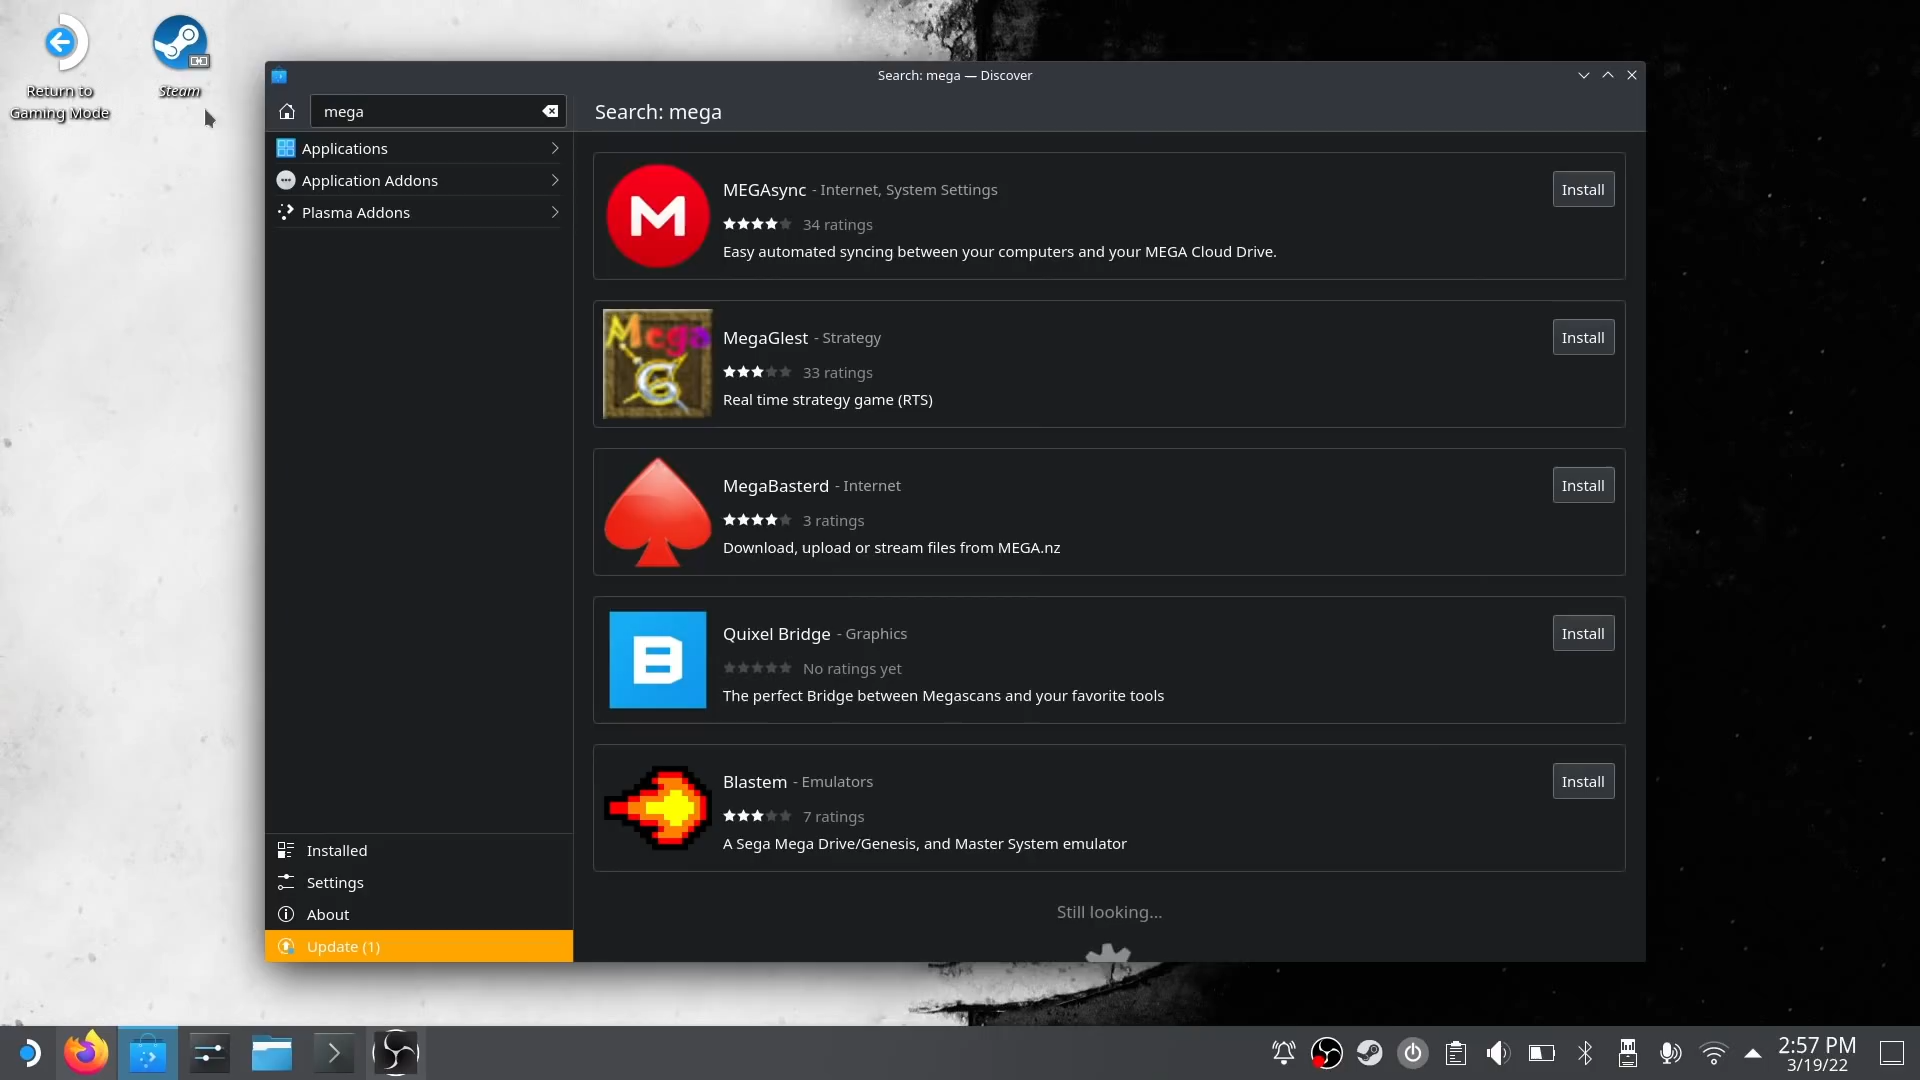 Return to
Gaming Mode
Steam
Search: mega — Discover
mega
Search: mega
Applications
Application Addons
Plasma Addons
MEGAsync - Internet, System Settings
Install
34 ratings
Easy automated syncing between your computers and your MEGA Cloud Drive.
Mega
G
MegaGlest - Strategy
Install
33 ratings
Real time strategy game (RTS)
MegaBasterd - Internet
Install
3 ratings
Download, upload or stream files from MEGA.nz
Quixel Bridge - Graphics
Install
No ratings yet
The perfect Bridge between Megascans and your favorite tools
Blastem - Emulators
Install
7 ratings
A Sega Mega Drive/Genesis, and Master System emulator
Still looking...
Installed
Settings
About
Update (1)
2:57 PM
3/19/22